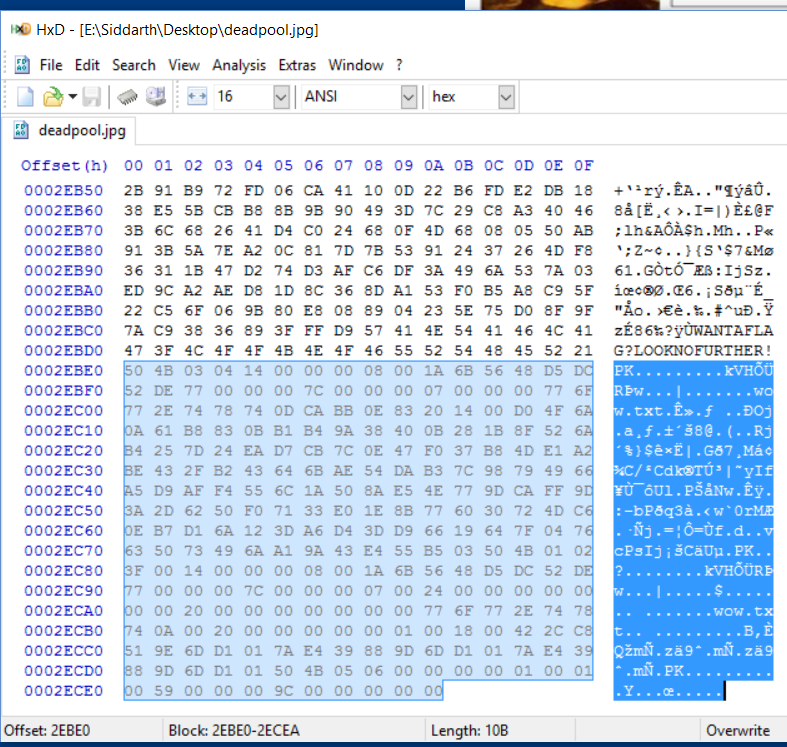 HxD - [E:\Siddarth\Desktop\deadpool.jpg]
File Edit Search View Analysis Extras Window ?
16 ANSI hex
deadpool.jpg
Offset(h) 00 01 02 03 04 05 06 07 08 09 0A 0B 0C 0D 0E 0F
0002EB50 2B 91 B9 72 FD 06 CA 41 10 0D 22 B6 FD E2 DB 18 +‘¹rý.ÊA.."¶ýâÛ.
0002EB60 38 E5 5B CB B8 8B 9B 90 49 3D 7C 29 C8 A3 40 46 8å[Ë¸‹›.I=|)È£@F
0002EB70 3B 6C 68 26 41 D4 C0 24 68 0F 4D 68 08 05 50 AB ;lh&AÔÀ$h.Mh..P«
0002EB80 91 3B 5A 7E A2 0C 81 7D 7B 53 91 24 37 26 4D F8 ‘;Z~¢..}{S‘$7&Mø
0002EB90 36 31 1B 47 D2 74 D3 AF C6 DF 3A 49 6A 53 7A 03 61.GÒtÓ¯Æß:IjSz.
0002EBA0 ED 9C A2 AE D8 1D 8C 36 8D A1 53 F0 B5 A8 C9 5F íœ¢®Ø.Œ6.¡Sðµ¨É_
0002EBB0 22 C5 6F 06 9B 80 E8 08 89 04 23 5E 75 D0 8F 9F "Åo.›€è.‰.#^uÐ.Ÿ
0002EBC0 7A C9 38 36 89 3F FF D9 57 41 4E 54 41 46 4C 41 zÉ86‰?ÿÙWANTAFLA
0002EBD0 47 3F 4C 4F 4F 4B 4E 4F 46 55 52 54 48 45 52 21 G?LOOKNOFURTHER!
0002EBE0 50 4B 03 04 14 00 00 00 08 00 1A 6B 56 48 D5 DC PK.........kVHÕÜ
0002EBF0 52 DE 77 00 00 00 7C 00 00 00 07 00 00 00 77 6F RÞw...|.......wo
0002EC00 77 2E 74 78 74 0D CA BB 0E 83 20 14 00 D0 4F 6A w.txt.Ê».ƒ ..ÐOj
0002EC10 0A 61 B8 83 0B B1 B4 9A 38 40 0B 28 1B 8F 52 6A .a¸ƒ.±´š8@.(..Rj
0002EC20 B4 25 7D 24 EA D7 CB 7C 0E 47 F0 37 B8 4D E1 A2 ´%}$ê×Ë|.Gð7¸Má¢
0002EC30 BE 43 2F B2 43 64 6B AE 54 DA B3 7C 98 79 49 66 ¾C/²Cdk®TÚ³|˜yIf
0002EC40 A5 D9 AF F4 55 6C 1A 50 8A E5 4E 77 9D CA FF 9D ¥Ù¯ôUl.PŠåNw.Êÿ.
0002EC50 3A 2D 62 50 F0 71 33 E0 1E 8B 77 60 30 72 4D C6 :-bPðq3à.‹w`0rMÆ
0002EC60 0E B7 D1 6A 12 3D A6 D4 3D D9 66 19 64 7F 04 76 .·Ñj.=¦Ô=Ùf.d..v
0002EC70 63 50 73 49 6A A1 9A 43 E4 55 B5 03 50 4B 01 02 cPsIj¡šCäUµ.PK..
0002EC80 3F 00 14 00 00 00 08 00 1A 6B 56 48 D5 DC 52 DE ?........kVHÕÜRÞ
0002EC90 77 00 00 00 7C 00 00 00 07 00 24 00 00 00 00 00 w...|.....$.....
0002ECA0 00 00 20 00 00 00 00 00 00 00 77 6F 77 2E 74 78 .. .......wow.tx
0002ECB0 74 0A 00 20 00 00 00 00 00 01 00 18 00 42 2C C8 t.. .........B,È
0002ECC0 51 9E 6D D1 01 7A E4 39 88 9D 6D D1 01 7A E4 39 QžmÑ.zä9ˆ.mÑ.zä9
0002ECD0 88 9D 6D D1 01 50 4B 05 06 00 00 00 00 01 00 01 ˆ.mÑ.PK.........
0002ECE0 00 59 00 00 00 9C 00 00 00 00 00 .Y...œ.....
Offset: 2EBE0 Block: 2EBE0-2ECEA Length: 10B Overwrite